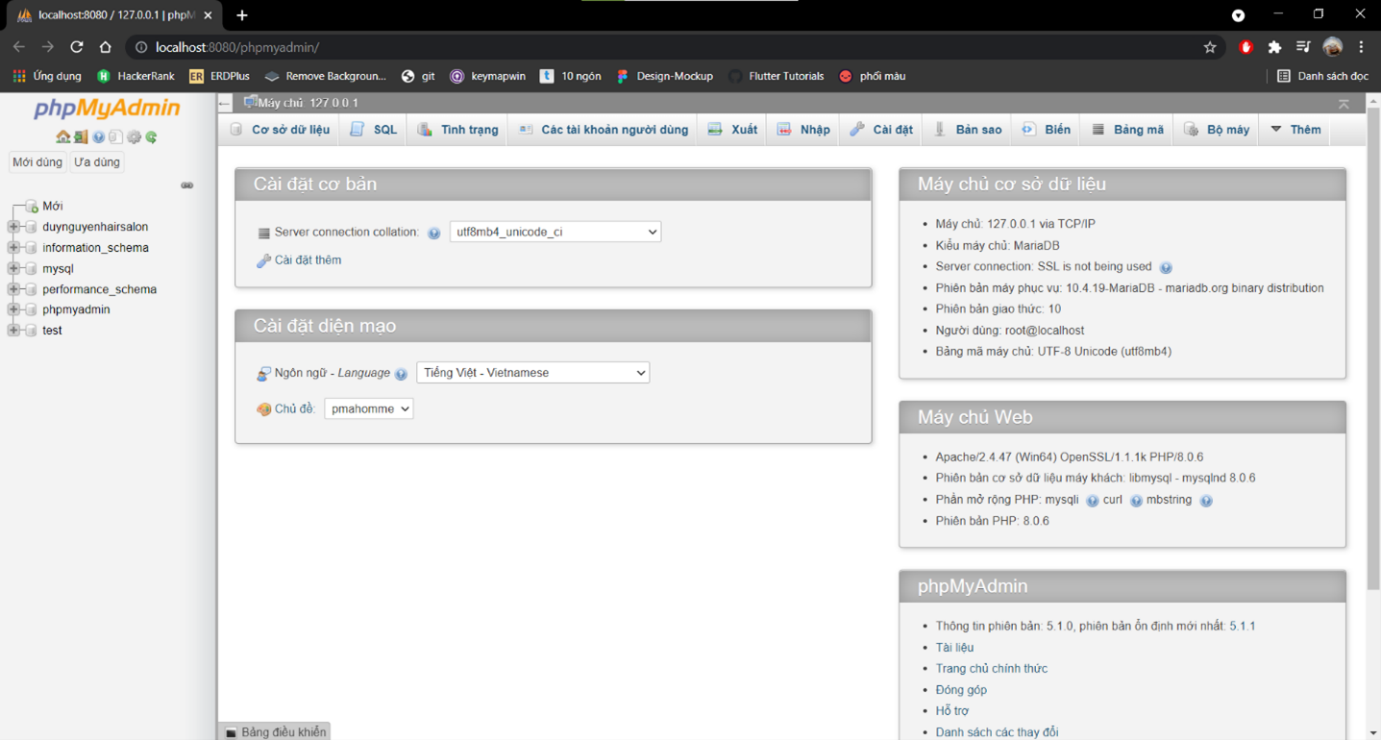 localhost:8080 / 127.0.0.1 | phpM
localhost:8080/phpmyadmin/
Ứng dụng HackerRank ERDPlus Remove Backgroun... git keymapwin 10 ngón Design-Mockup Flutter Tutorials phối màu Danh sách đọc
phpMyAdmin
Mới dùng Ưa dùng
Mới
duynguyenhairsalon
information_schema
mysql
performance_schema
phpmyadmin
test
Máy chủ 127 0 0 1
Cơ sở dữ liệu SQL Tình trạng Các tài khoản người dùng Xuất Nhập Cài đặt Bản sao Biến Bảng mã Bộ máy Thêm
Cài đặt cơ bản
Server connection collation: utf8mb4_unicode_ci
Cài đặt thêm
Cài đặt diện mạo
Ngôn ngữ - Language Tiếng Việt - Vietnamese
Chủ đề: pmahomme
Máy chủ cơ sở dữ liệu
Máy chủ: 127.0.0.1 via TCP/IP
Kiểu máy chủ: MariaDB
Server connection: SSL is not being used
Phiên bản máy phục vụ: 10.4.19-MariaDB - mariadb.org binary distribution
Phiên bản giao thức: 10
Người dùng: root@localhost
Bảng mã máy chủ: UTF-8 Unicode (utf8mb4)
Máy chủ Web
Apache/2.4.47 (Win64) OpenSSL/1.1.1k PHP/8.0.6
Phiên bản cơ sở dữ liệu máy khách: libmysql - mysqlnd 8.0.6
Phần mở rộng PHP: mysqli curl mbstring
Phiên bản PHP: 8.0.6
phpMyAdmin
Thông tin phiên bản: 5.1.0, phiên bản ổn định mới nhất: 5.1.1
Tài liệu
Trang chủ chính thức
Đóng góp
Hỗ trợ
Danh sách các thay đổi
Bảng điều khiển